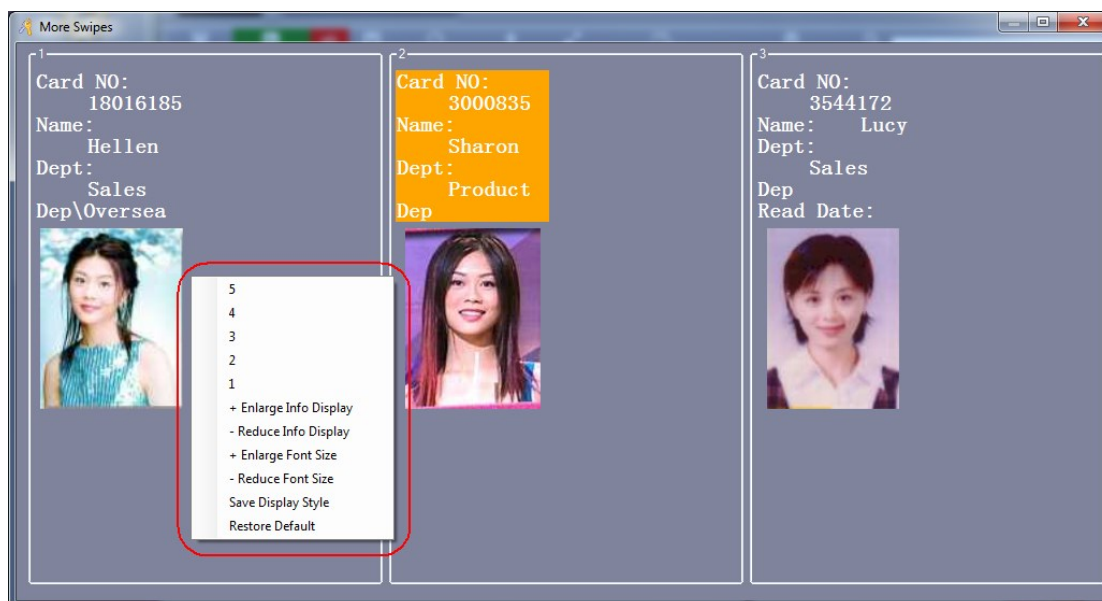 More Swipes
1
Card NO:
18016185
Name:
Hellen
Dept:
Sales
Dep\Oversea
2
Card NO:
3000835
Name:
Sharon
Dept:
Product
Dep
3
Card NO:
3544172
Name: Lucy
Dept:
Sales
Dep
Read Date:
5
4
3
2
1
+ Enlarge Info Display
- Reduce Info Display
+ Enlarge Font Size
- Reduce Font Size
Save Display Style
Restore Default